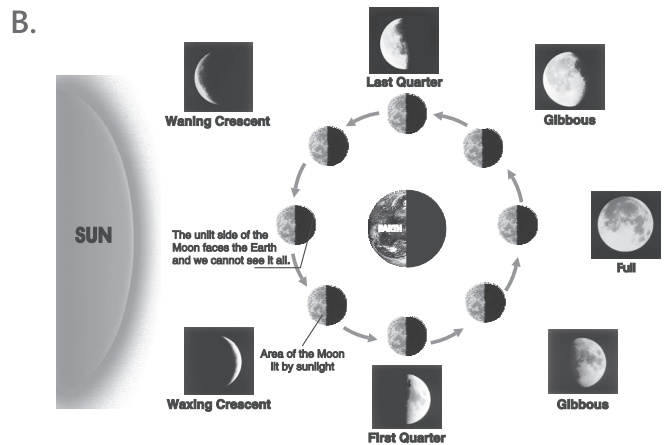 B.
Last Quarter
Waning Crescent
Gibbous
SUN
EARTH
The unlit side of the
Moon faces the Earth
and we cannot see it all.
Full
Area of the Moon
lit by sunlight
Waxing Crescent
Gibbous
First Quarter